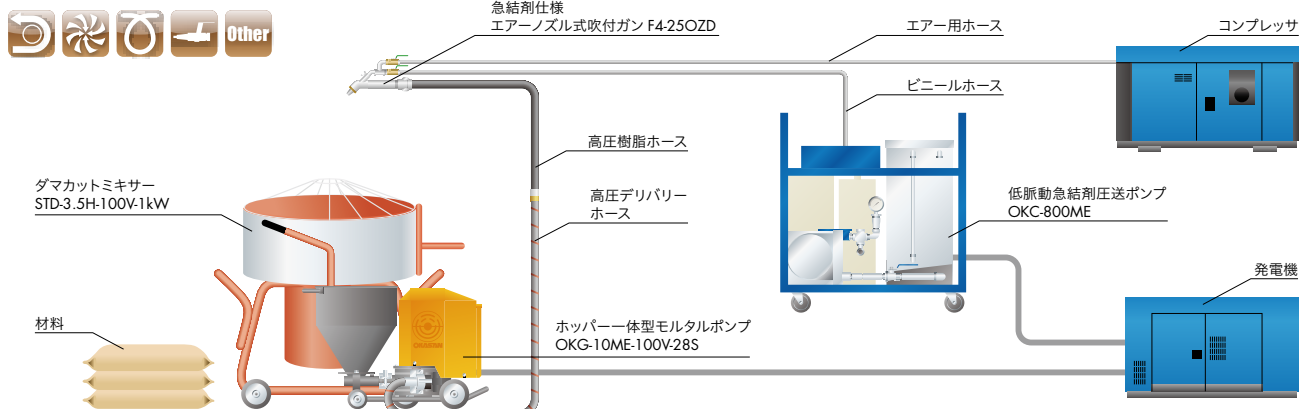 Other
急結剤仕様
エアーノズル式吹付ガン F4-25OZD
エアー用ホース
コンプレッサ
ビニールホース
高圧樹脂ホース
ダマカットミキサー
STD-3.5H-100V-1kW
高圧デリバリー
ホース
低脈動急結剤圧送ポンプ
OKC-800ME
発電機
材料
ホッパー一体型モルタルポンプ
OKG-10ME-100V-28S